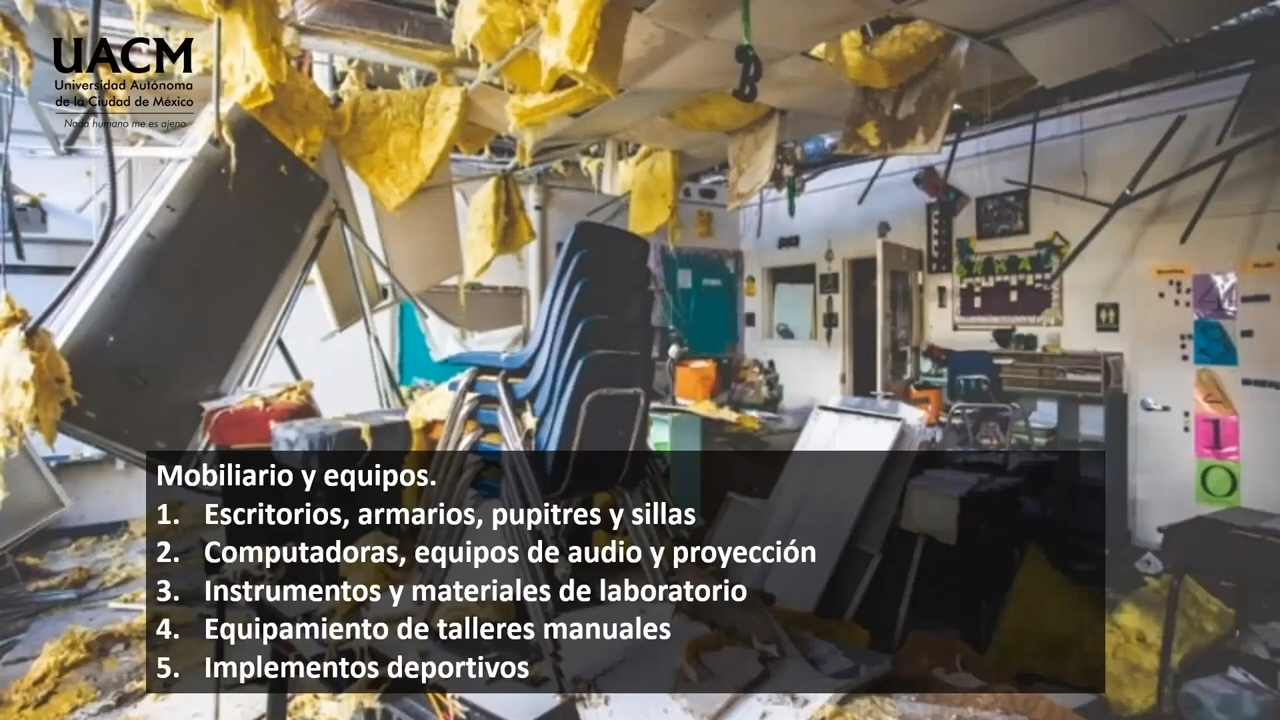 UACM
Universidad Autónoma
de la Ciudad de México
Nada humano me es ajeno
Mobiliario y equipos.
1. Escritorios, armarios, pupitres y sillas
2. Computadoras, equipos de audio y proyección
3. Instrumentos y materiales de laboratorio
4. Equipamiento de talleres manuales
5. Implementos deportivos